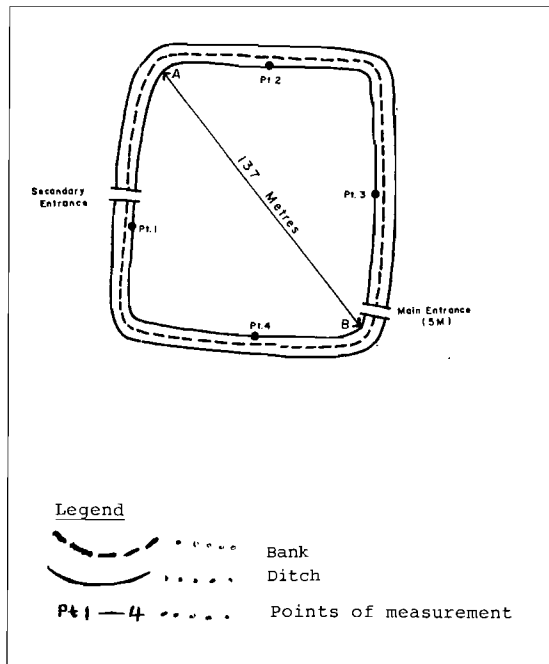 A
Pt 2
137 Metres
Secondary
Entrance
Pt. 3
Pt. 1
Pt.4
B
Main Entrance
(5M)
Legend
Bank
Ditch
Pt 1 — 4 Points of measurement